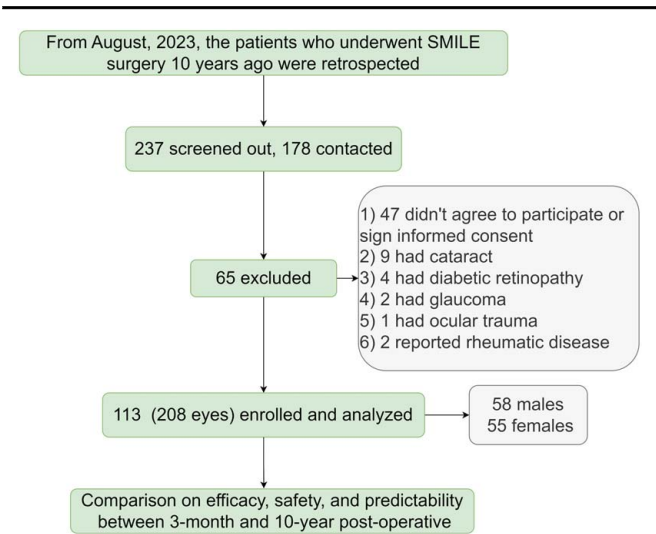 From August, 2023, the patients who underwent SMILE
surgery 10 years ago were retrospected
237 screened out, 178 contacted
65 excluded
1) 47 didn't agree to participate or
sign informed consent
2) 9 had cataract
3) 4 had diabetic retinopathy
4) 2 had glaucoma
5) 1 had ocular trauma
6) 2 reported rheumatic disease
113 (208 eyes) enrolled and analyzed
58 males
55 females
Comparison on efficacy, safety, and predictability
between 3-month and 10-year post-operative